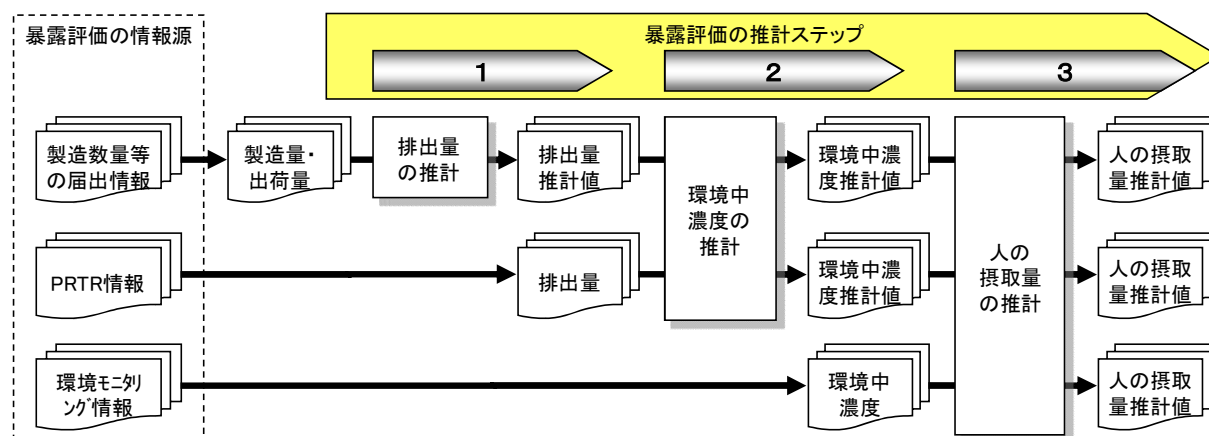 暴露評価の情報源
暴露評価の推計ステップ
1
2
3
製造数量等
の届出情報
製造量・
出荷量
排出量
の推計
排出量
推計値
環境中
濃度の
推計
環境中濃
度推計値
人の
摂取量
の推計
人の摂取
量推計値
PRTR情報
排出量
環境中濃
度推計値
人の摂取
量推計値
環境ﾓﾆﾀﾘ
ﾝｸﾞ情報
環境中
濃度
人の摂取
量推計値